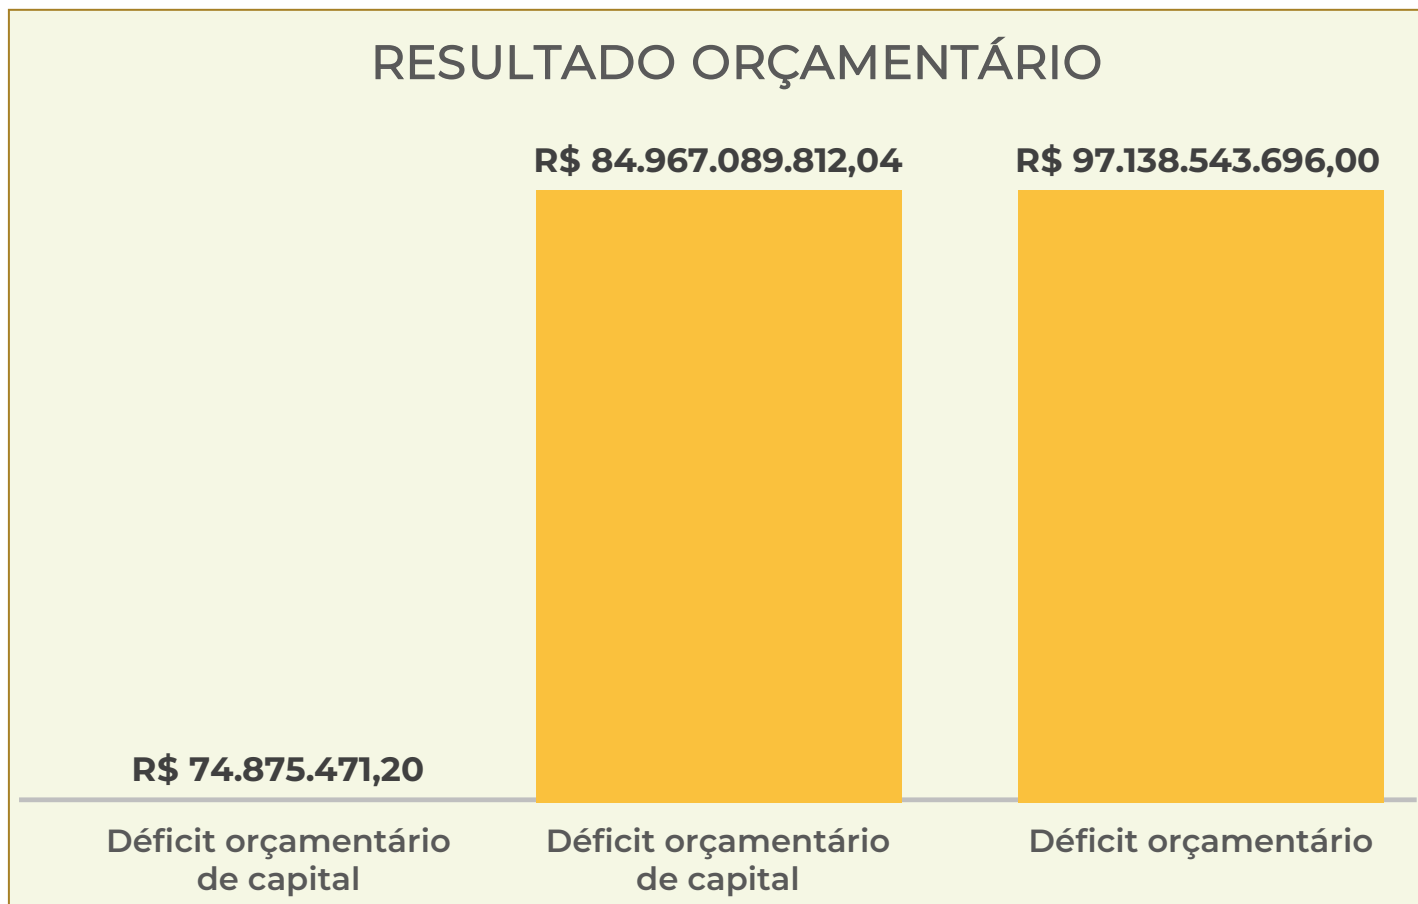 RESULTADO ORÇAMENTÁRIO
R$ 84.967.089.812,04
R$ 97.138.543.696,00
R$ 74.875.471,20
Déficit orçamentário
de capital
Déficit orçamentário
de capital
Déficit orçamentário